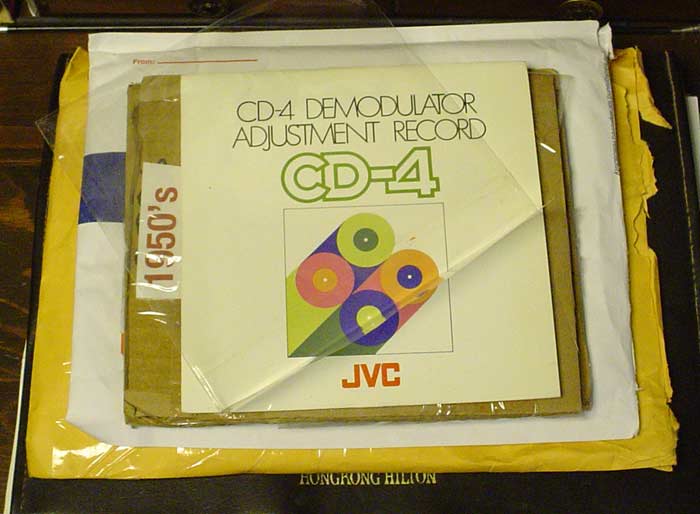 From:
CD-4 DEMODULATOR
ADJUSTMENT RECORD
CD-4
1950's
JVC
HONGKONG HILTON